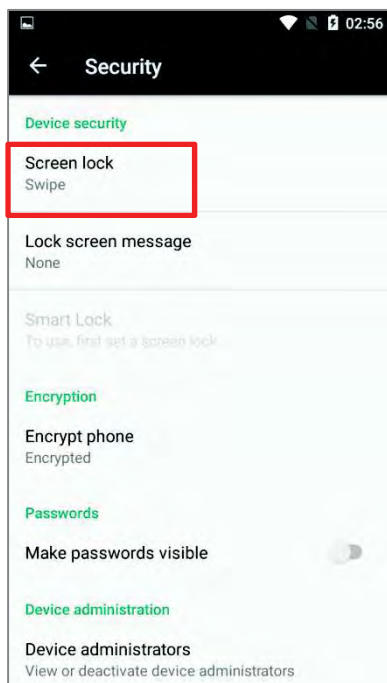 02:56
Security
Device security
Screen lock
Swipe
Lock screen message
None
Smart Lock
To use, first set a screen lock
Encryption
Encrypt phone
Encrypted
Passwords
Make passwords visible
Device administration
Device administrators
View or deactivate device administrators